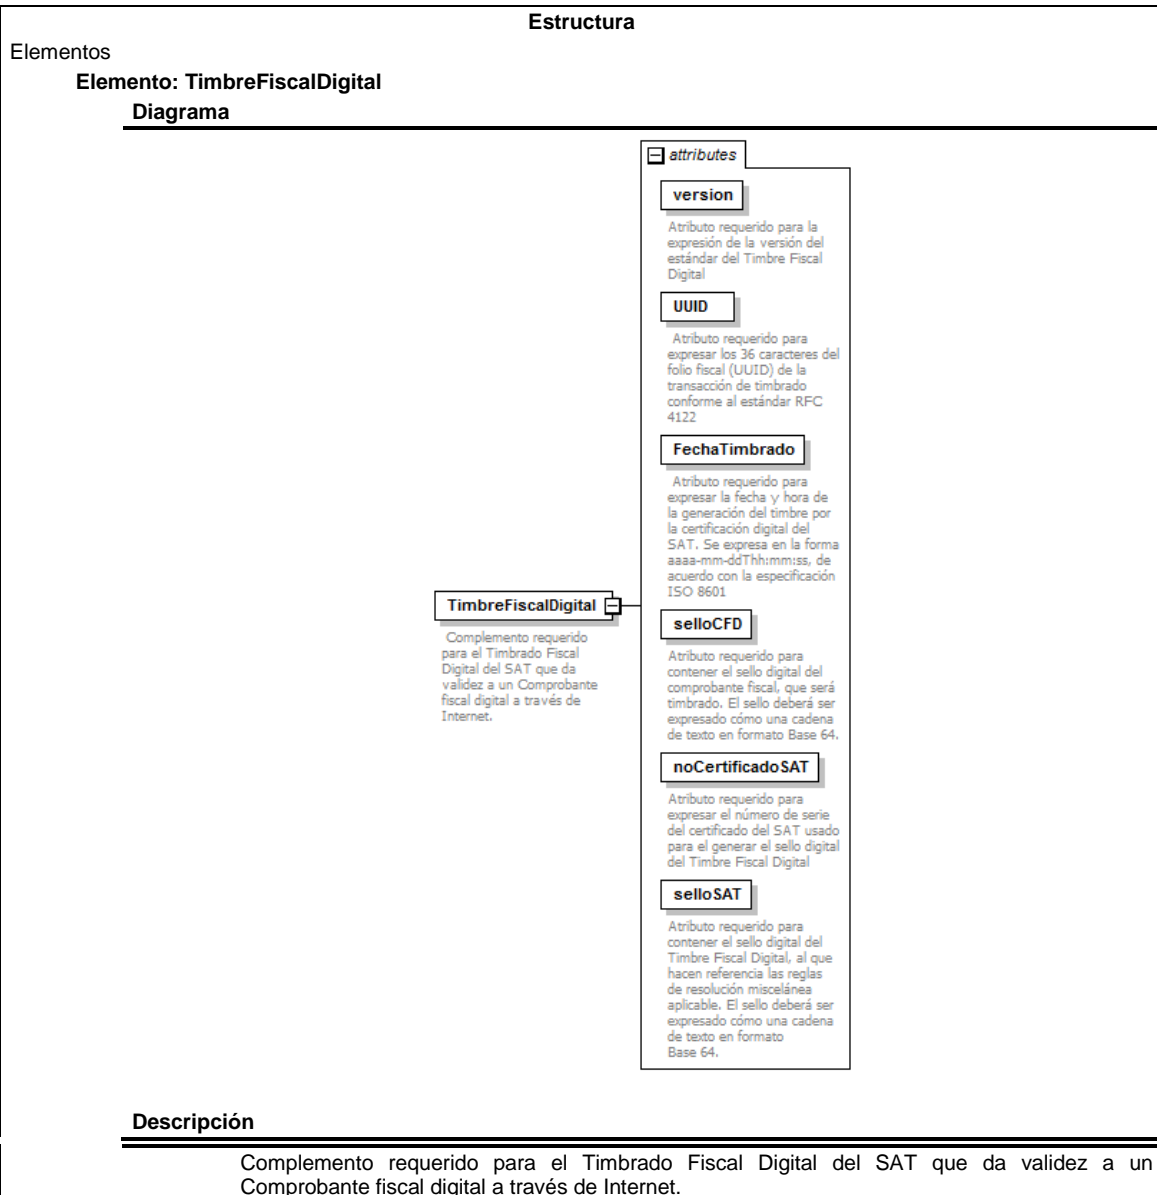 Estructura
Elementos
Elemento: TimbreFiscalDigital
Diagrama
attributes
version
Atributo requerido para la
expresión de la versión del
estándar del Timbre Fiscal
Digital
UUID
Atributo requerido para
expresar los 36 caracteres del
folio fiscal (UUID) de la
transacción de timbrado
conforme al estándar RFC
4122
FechaTimbrado
Atributo requerido para
expresar la fecha y hora de
la generación del timbre por
la certificación digital del
SAT. Se expresa en la forma
aaaa-mm-ddThh:mm:ss, de
acuerdo con la especificación
ISO 8601
TimbreFiscalDigital
Complemento requerido
para el Timbrado Fiscal
Digital del SAT que da
validez a un Comprobante
fiscal digital a través de
Internet.
selloCFD
Atributo requerido para
contener el sello digital del
comprobante fiscal, que será
timbrado. El sello deberá ser
expresado cómo una cadena
de texto en formato Base 64.
noCertificadoSAT
Atributo requerido para
expresar el número de serie
del certificado del SAT usado
para el generar el sello digital
del Timbre Fiscal Digital
selloSAT
Atributo requerido para
contener el sello digital del
Timbre Fiscal Digital, al que
hacen referencia las reglas
de resolución miscelánea
aplicable. El sello deberá ser
expresado cómo una cadena
de texto en formato
Base 64.
Descripción
Complemento requerido para el Timbrado Fiscal Digital del SAT que da validez a un
Comprobante fiscal digital a través de Internet.